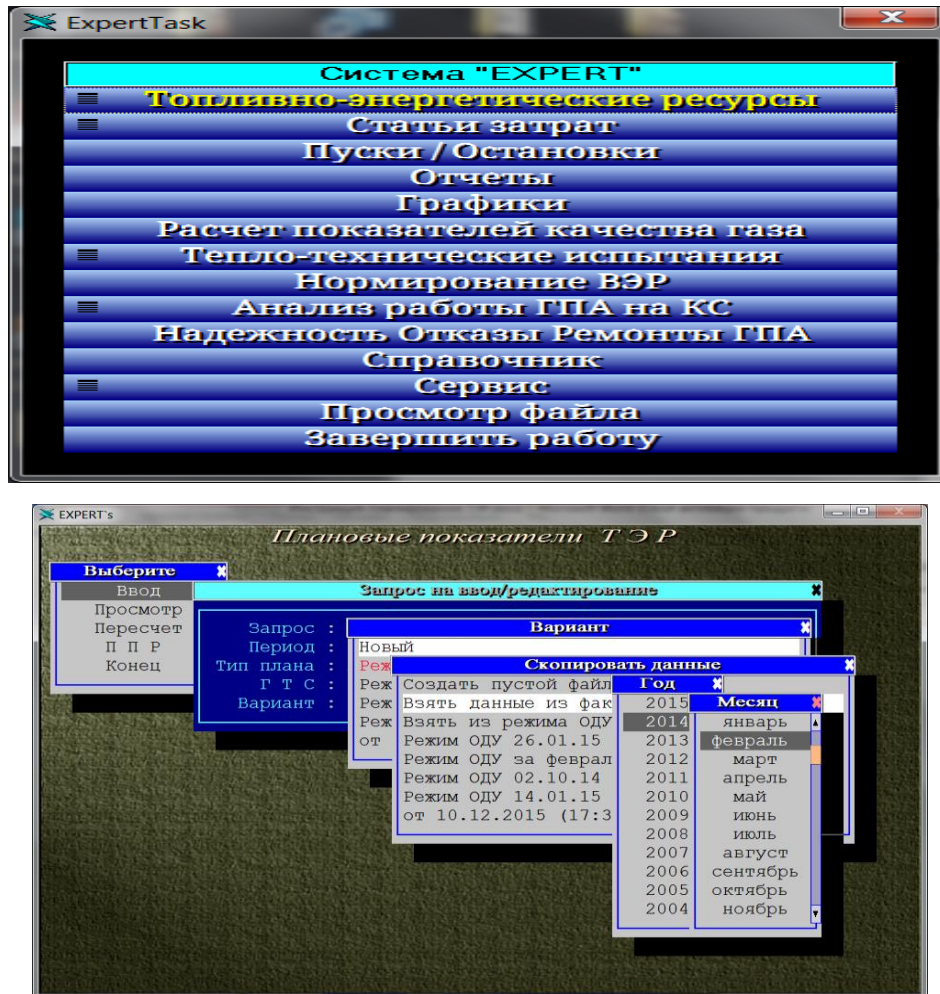 ExpertTask
Система "EXPERT"
Топливно-энергетические ресурсы
Статьи затрат
Пуски / Остановки
Отчеты
Графики
Расчет показателей качества газа
Тепло-технические испытания
Нормирование ВЭР
Анализ работы ГПА на КС
Надежность Отказы Ремонты ГПА
Справочник
Сервис
Просмотр файла
Завершить работу
EXPERT's
Плановые показатели Т Э Р
Выберите
Ввод
Просмотр
Пересчет
П П Р
Конец
Запрос на ввод/редактирование
Запрос :
Период :
Тип плана :
Г Т С :
Вариант :
Вариант
Новый
Реж
Реж
Реж
Реж
от
Скопировать данные
Создать пустой файл
Взять данные из фак
Взять из режима ОДУ
Режим ОДУ 26.01.15
Режим ОДУ за феврал
Режим ОДУ 02.10.14
Режим ОДУ 14.01.15
от 10.12.2015 (17:3
Год
2015
2014
2013
2012
2011
2010
2009
2008
2007
2006
2005
2004
Месяц
январь
февраль
март
апрель
май
июнь
июль
август
сентябрь
октябрь
ноябрь